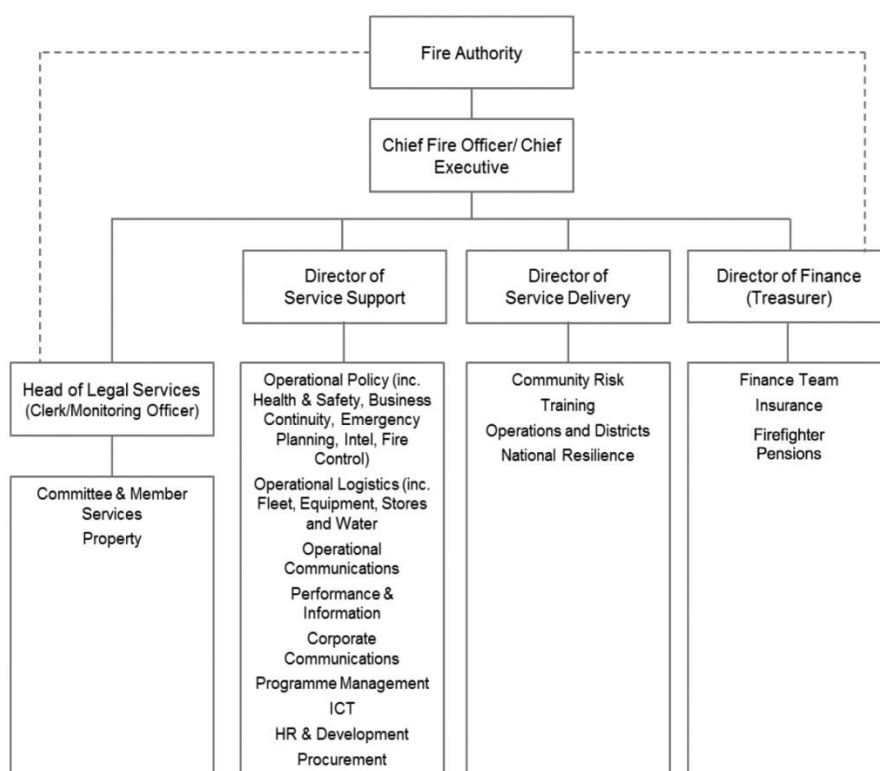 Fire Authority
Chief Fire Officer/ Chief
Executive
Director of
Service Support
Director of
Service Delivery
Director of Finance
(Treasurer)
Head of Legal Services
(Clerk/Monitoring Officer)
Committee & Member
Services
Property
Operational Policy (inc.
Health & Safety, Business
Continuity, Emergency
Planning, Intel, Fire
Control)
Operational Logistics (inc.
Fleet, Equipment, Stores
and Water
Operational
Communications
Performance &
Information
Corporate
Communications
Programme Management
ICT
HR & Development
Procurement
Community Risk
Training
Operations and Districts
National Resilience
Finance Team
Insurance
Firefighter
Pensions